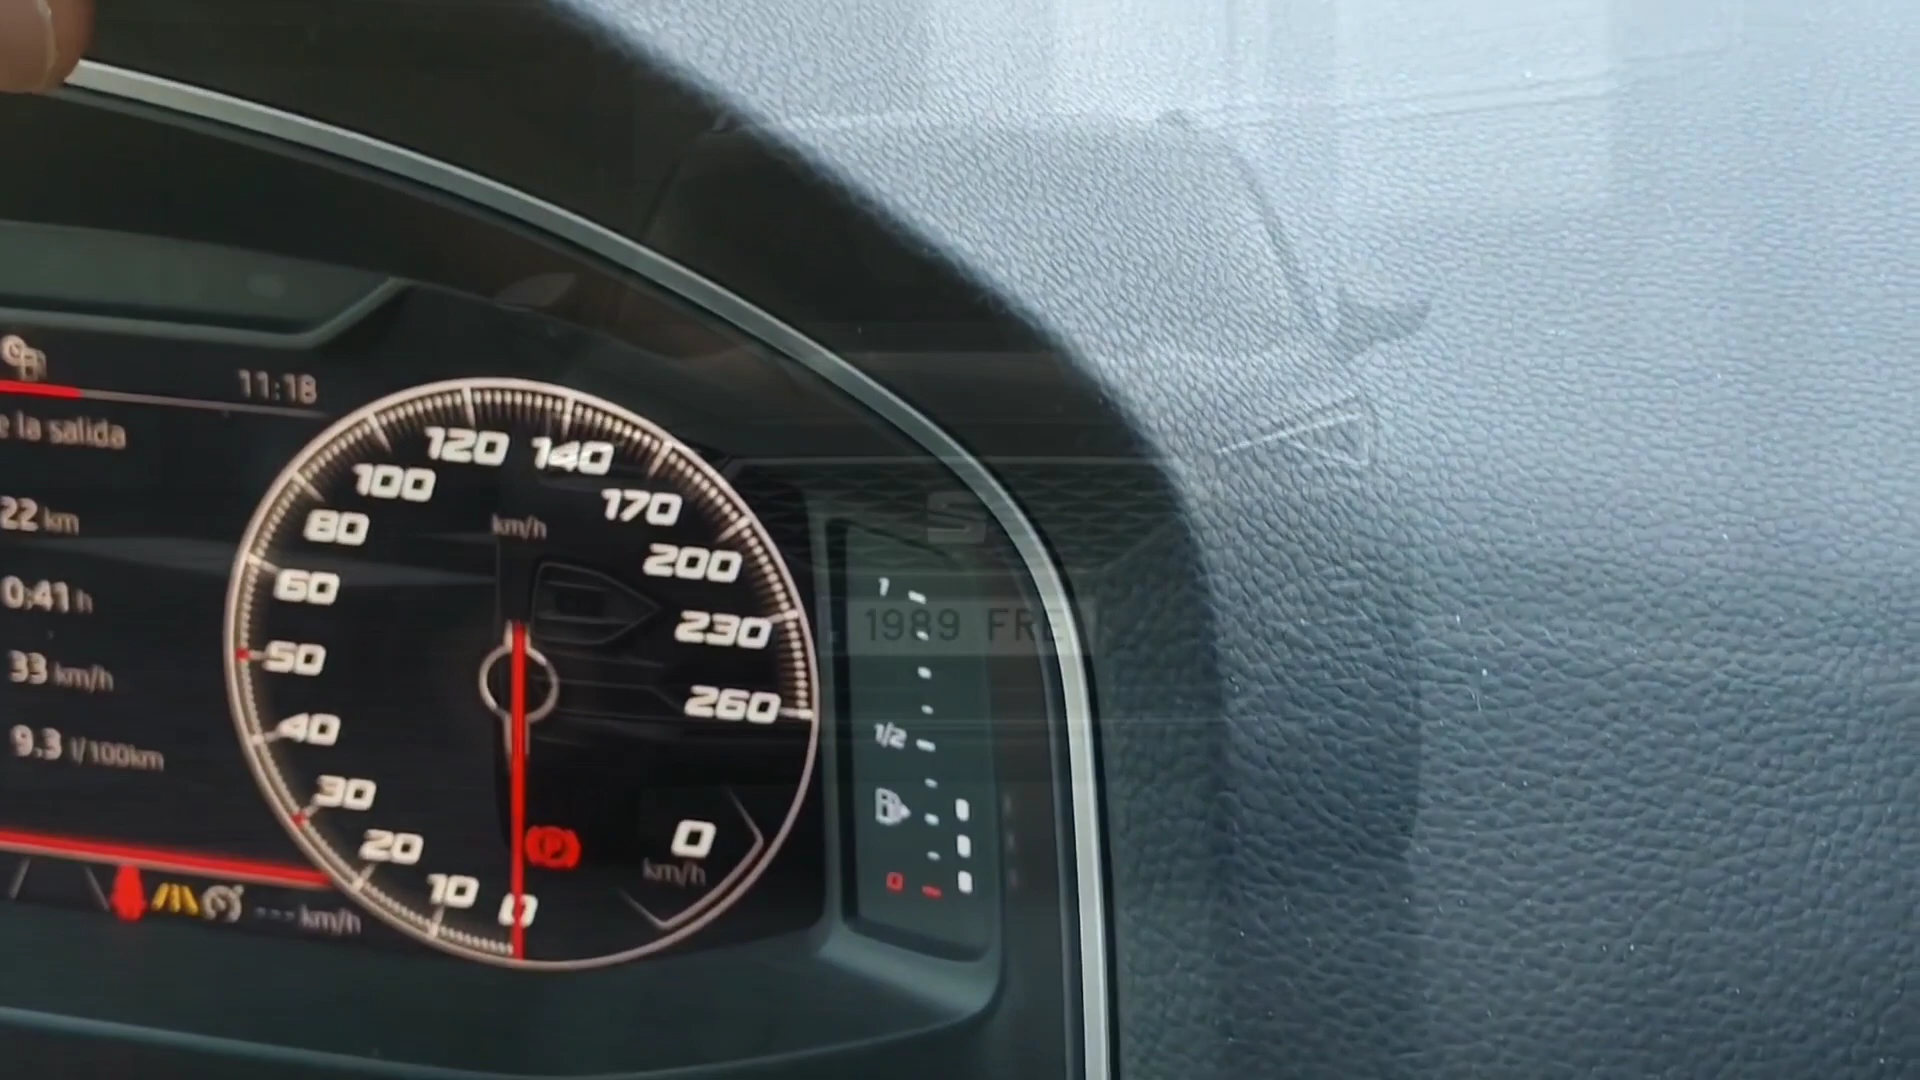 11:18
e la salida
22 km
0:41 h
33 km/h
9.3 l/100km
--- km/h
120 140
100 170
80 km/h 200
60 230
50 260
40
30
20 0
10 km/h
0
P
S
1989 FRE
1
1/2
0